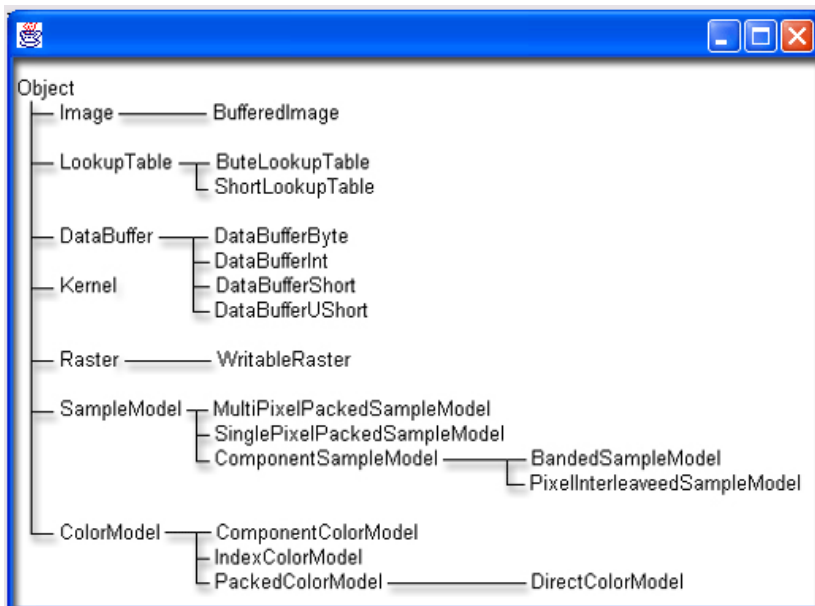 Object
Image BufferedImage
LookupTable ButeLookupTable
ShortLookupTable
DataBuffer DataBufferByte
DataBufferInt
Kernel DataBufferShort
DataBufferUShort
Raster WritableRaster
SampleModel MultiPixelPackedSampleModel
SinglePixelPackedSampleModel
ComponentSampleModel BandedSampleModel
PixelInterleaveedSampleModel
ColorModel ComponentColorModel
IndexColorModel
PackedColorModel DirectColorModel